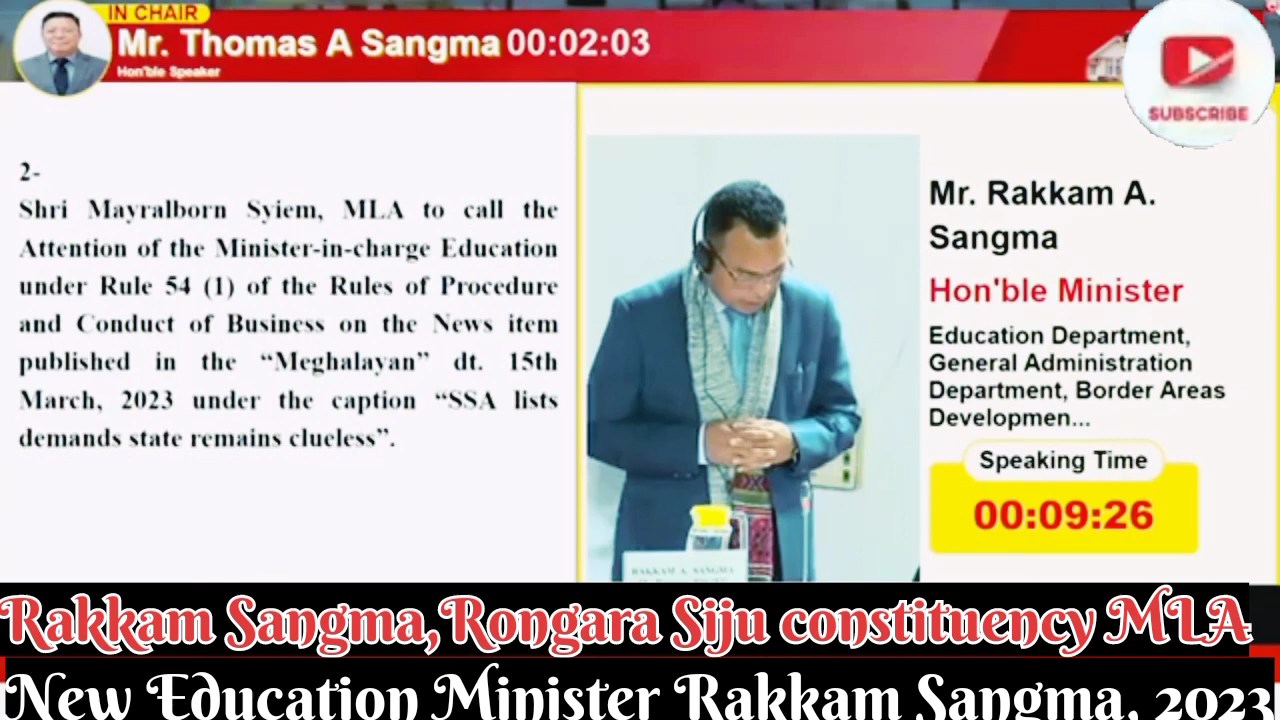 IN CHAIR
Mr. Thomas A Sangma 00:02:03
Hon'ble Speaker
SUBSCRIBE
2-
Shri Mayralborn Syiem, MLA to call the
Attention of the Minister-in-charge Education
under Rule 54 (1) of the Rules of Procedure
and Conduct of Business on the News item
published in the “Meghalayan” dt. 15th
March, 2023 under the caption “SSA lists
demands state remains clueless”.
Mr. Rakkam A.
Sangma
Hon'ble Minister
Education Department,
General Administration
Department, Border Areas
Developmen...
Speaking Time
00:09:26
RAKKAM A. SANGMA
Rakkam Sangma, Rongara Siju constituency MLA
New Education Minister Rakkam Sangma, 2023